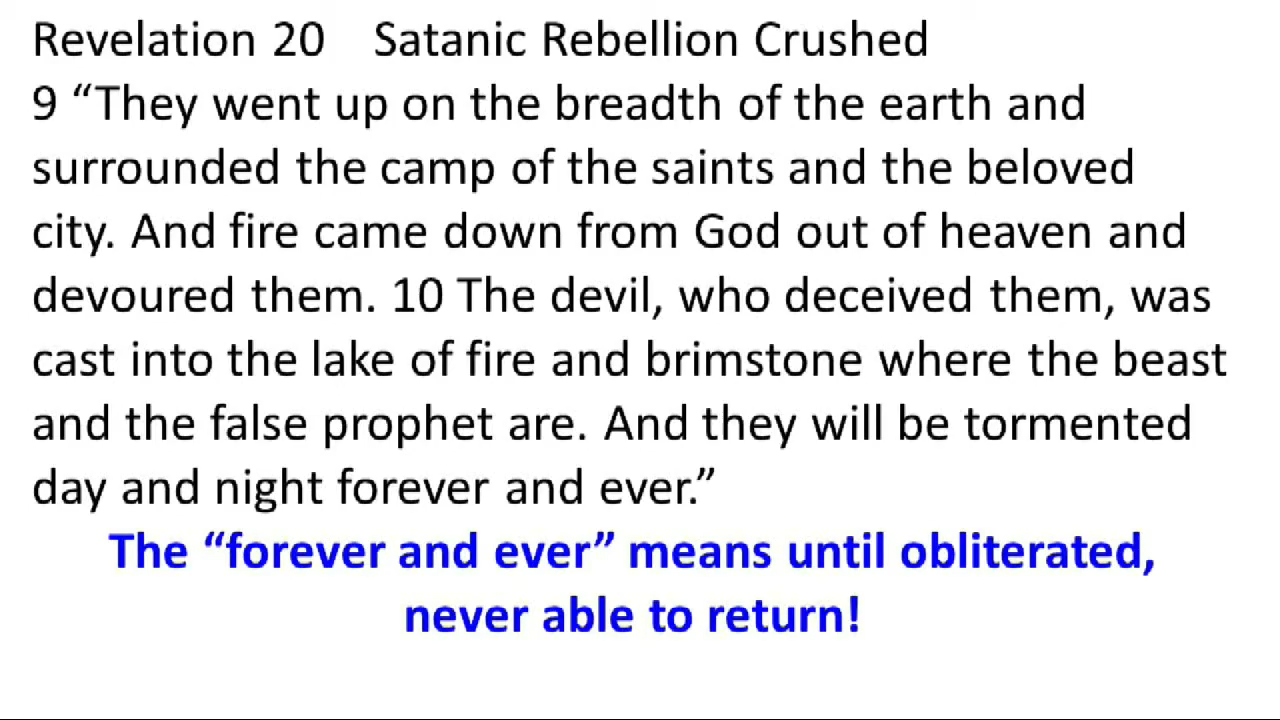 Revelation 20    Satanic Rebellion Crushed
9 “They went up on the breadth of the earth and
surrounded the camp of the saints and the beloved
city. And fire came down from God out of heaven and
devoured them. 10 The devil, who deceived them, was
cast into the lake of fire and brimstone where the beast
and the false prophet are. And they will be tormented
day and night forever and ever.”
The “forever and ever” means until obliterated,
never able to return!